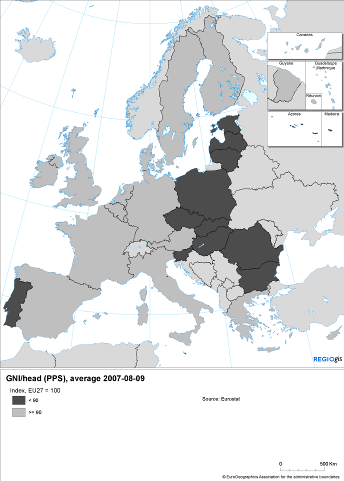 Canarias
Guyane
Guadeloupe
Martinique
Réunion
Açores
Madeira
REGIOgis
GNI/head (PPS), average 2007-08-09
Index, EU27 = 100
< 90
>= 90
Source: Eurostat
0
500 Km
© EuroGeographics Association for the administrative boundaries